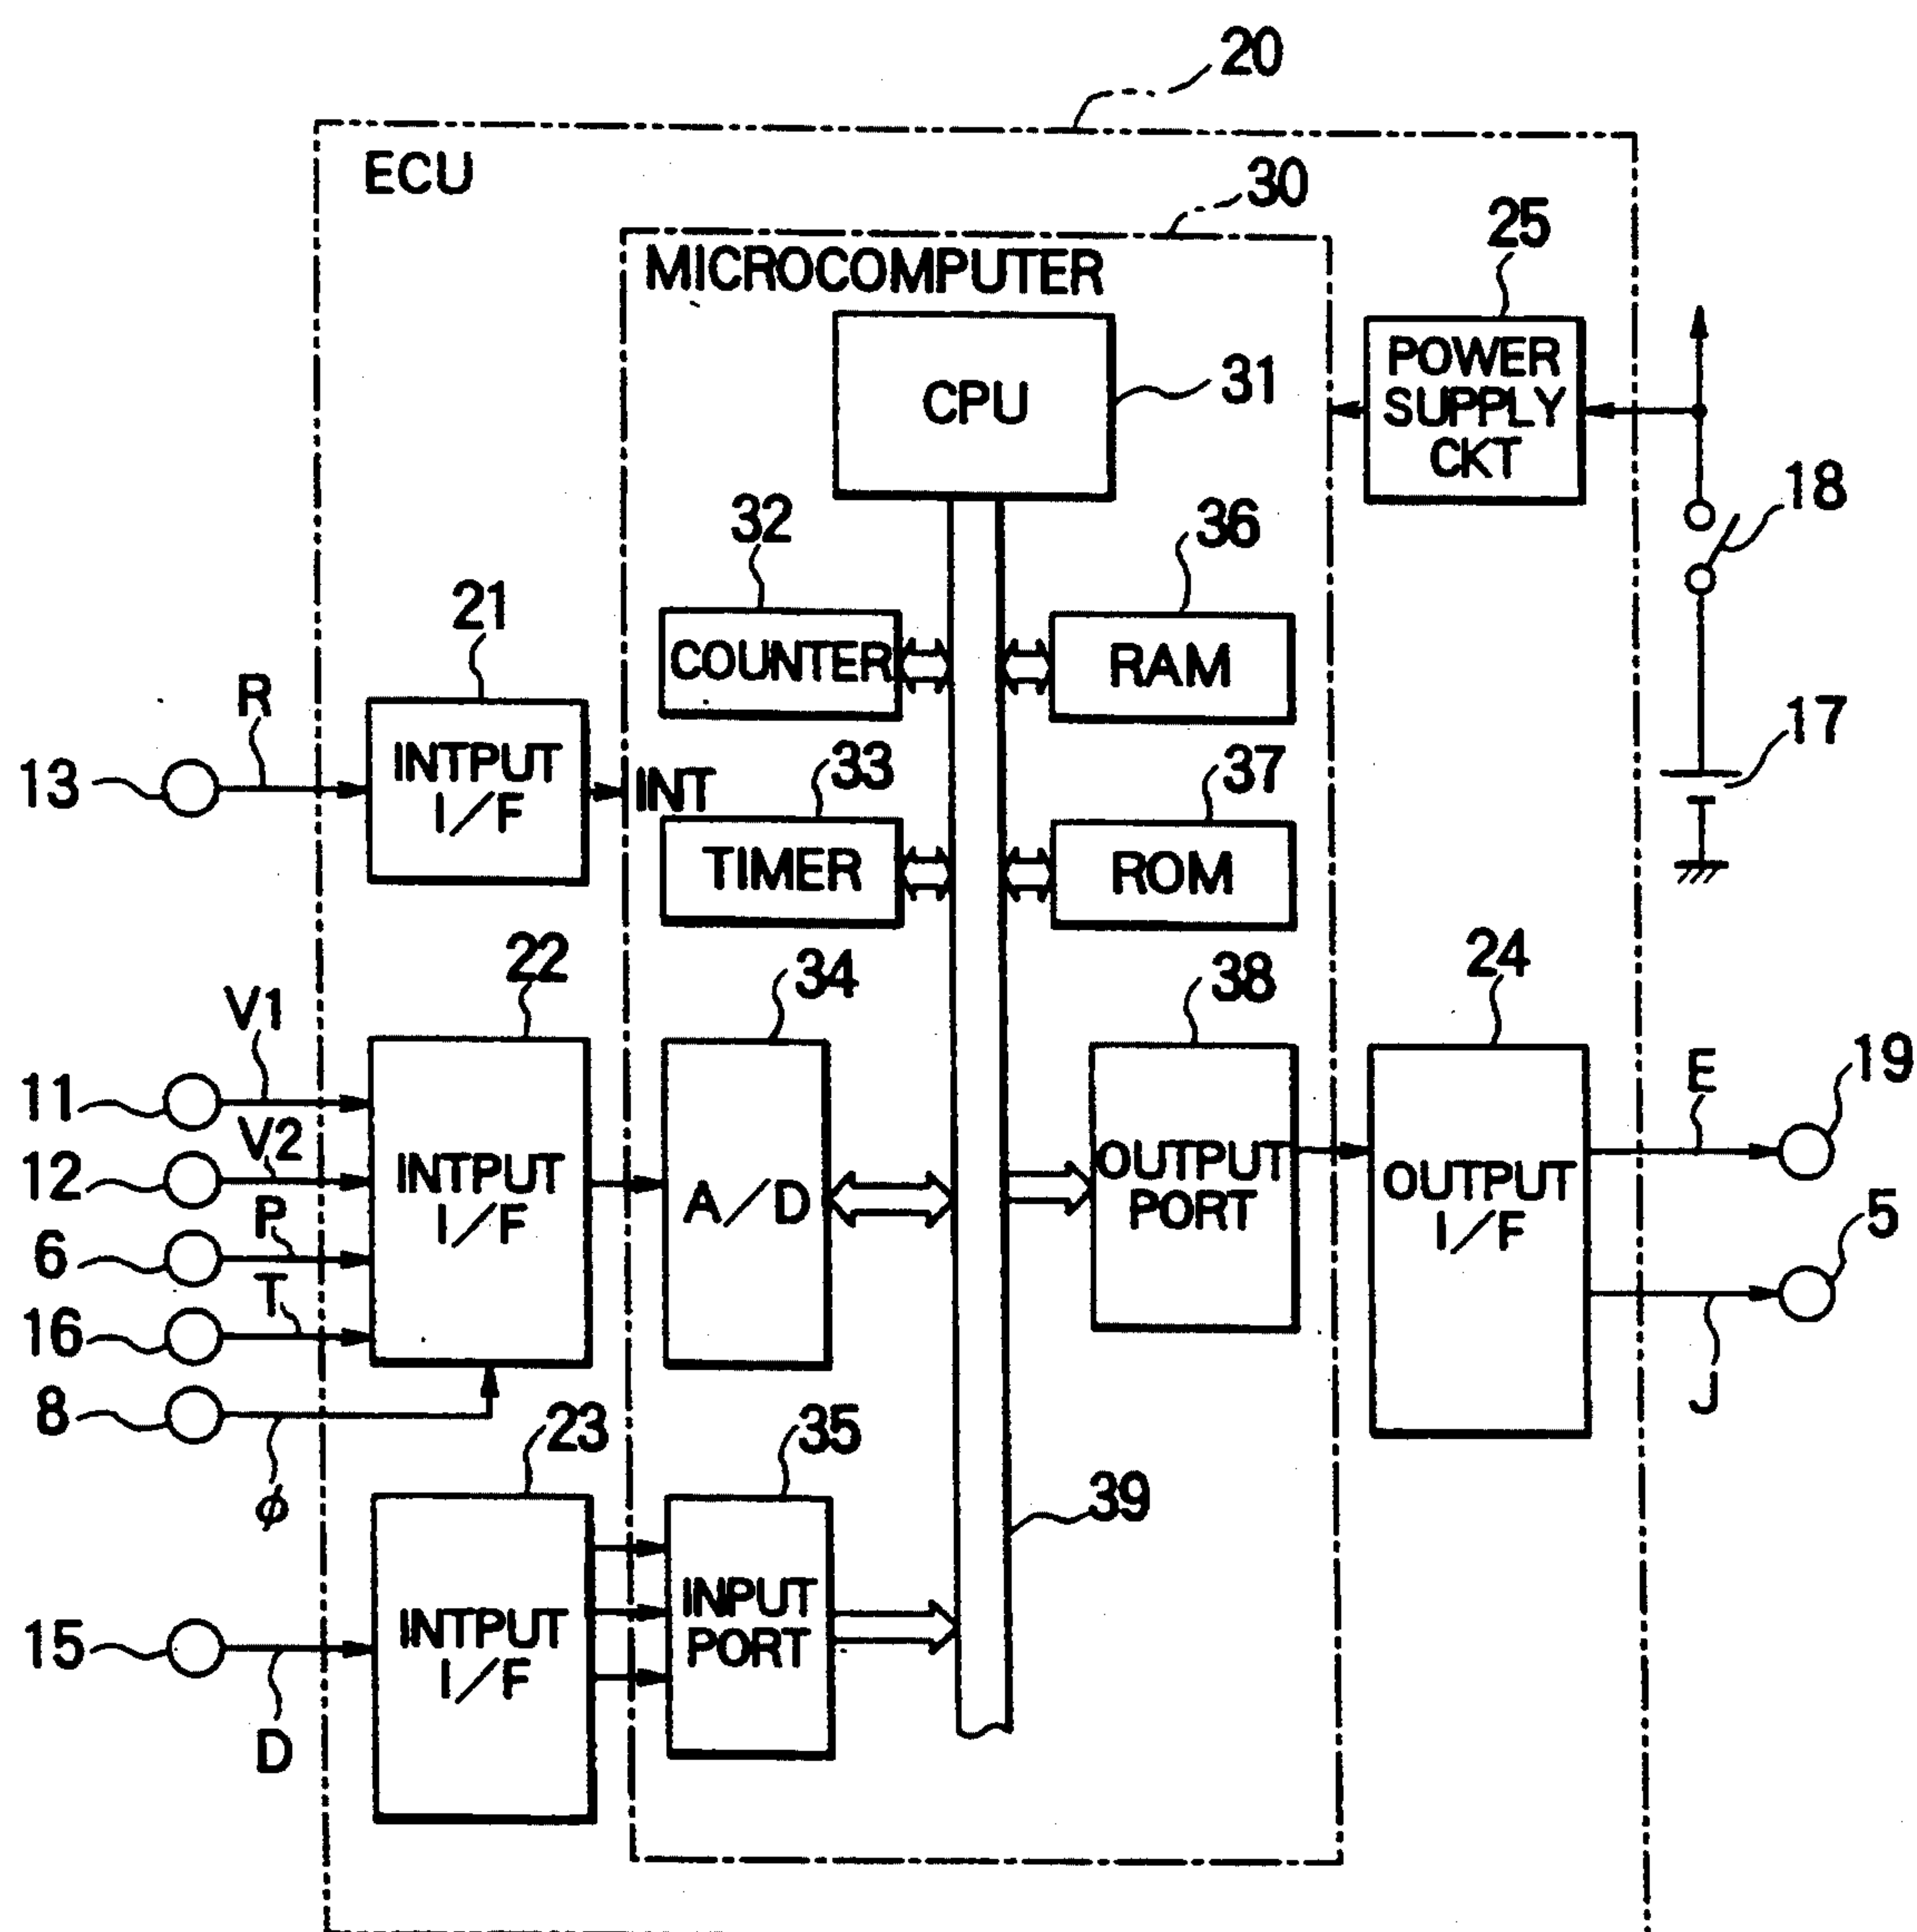 20
ECU
30
MICROCOMPUTER
25
CPU
31
POWER
SUPPLY
CKT
18
32
36
COUNTER
RAM
21
R
13
INTPUT
I/F
INT
33
37
17
TIMER
ROM
22
34
38
24
V1
11
V2
12
P
6
T
16
8
φ
INTPUT
I/F
A/D
OUTPUT
PORT
OUTPUT
I/F
E
19
5
J
23
35
39
15
D
INTPUT
I/F
INPUT
PORT